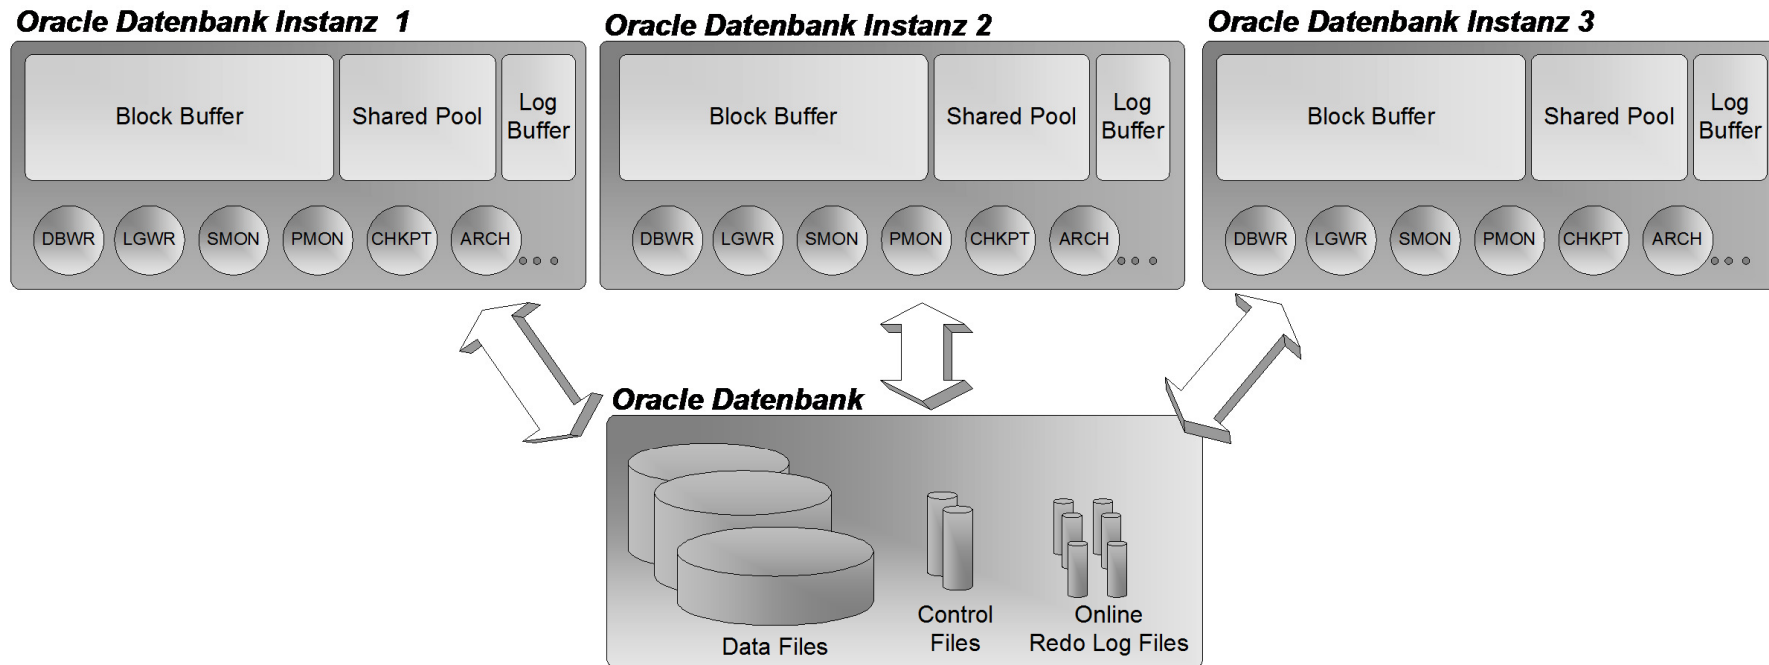 Oracle Datenbank Instanz 1
Block Buffer
Shared Pool
Log
Buffer
DBWR
LGWR
SMON
PMON
CHKPT
ARCH
Oracle Datenbank Instanz 2
Block Buffer
Shared Pool
Log
Buffer
DBWR
LGWR
SMON
PMON
CHKPT
ARCH
Oracle Datenbank Instanz 3
Block Buffer
Shared Pool
Log
Buffer
DBWR
LGWR
SMON
PMON
CHKPT
ARCH
Oracle Datenbank
Data Files
Control
Files
Online
Redo Log Files